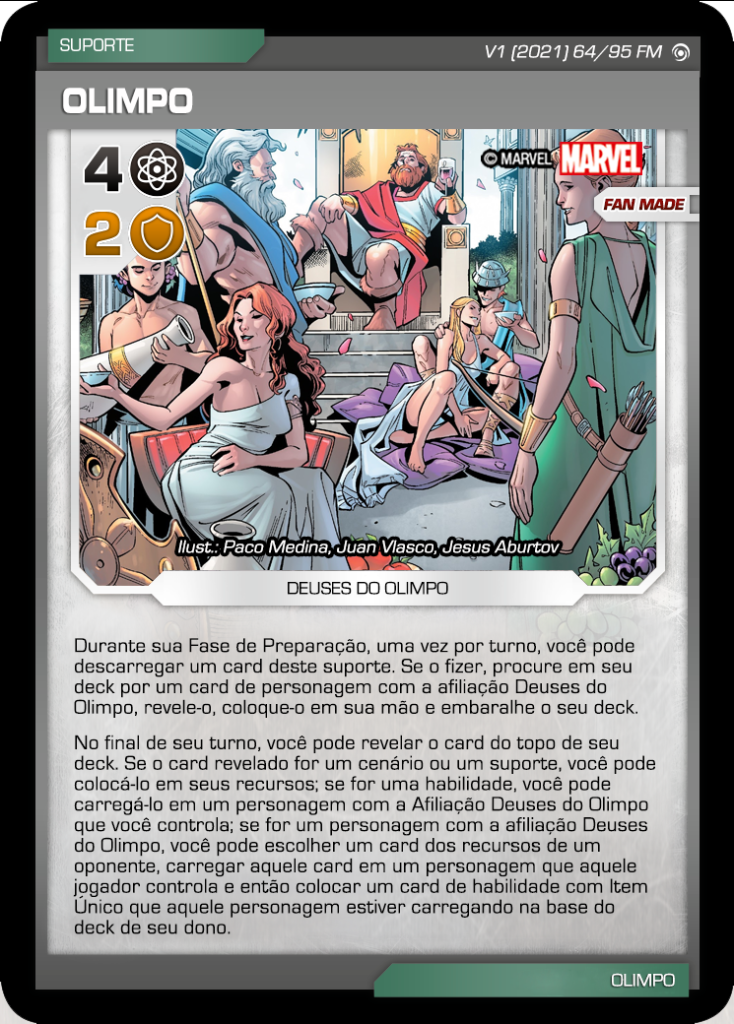 SUPORTE
V1 (2021) 64/95 FM
OLIMPO
4
© MARVEL MARVEL
2
FAN MADE
Ilust.: Paco Medina, Juan Vlasco, Jesus Aburtov
DEUSES DO OLIMPO
Durante sua Fase de Preparação, uma vez por turno, você pode
descarregar um card deste suporte. Se o fizer, procure em seu
deck por um card de personagem com a afiliação Deuses do
Olimpo, revele-o, coloque-o em sua mão e embaralhe o seu deck.
No final de seu turno, você pode revelar o card do topo de seu
deck. Se o card revelado for um cenário ou um suporte, você pode
colocá-lo em seus recursos; se for uma habilidade, você pode
carregá-lo em um personagem com a Afiliação Deuses do Olimpo
que você controla; se for um personagem com a afiliação Deuses
do Olimpo, você pode escolher um card dos recursos de um
oponente, carregar aquele card em um personagem que aquele
jogador controla e então colocar um card de habilidade com Item
Único que aquele personagem estiver carregando na base do
deck de seu dono.
OLIMPO